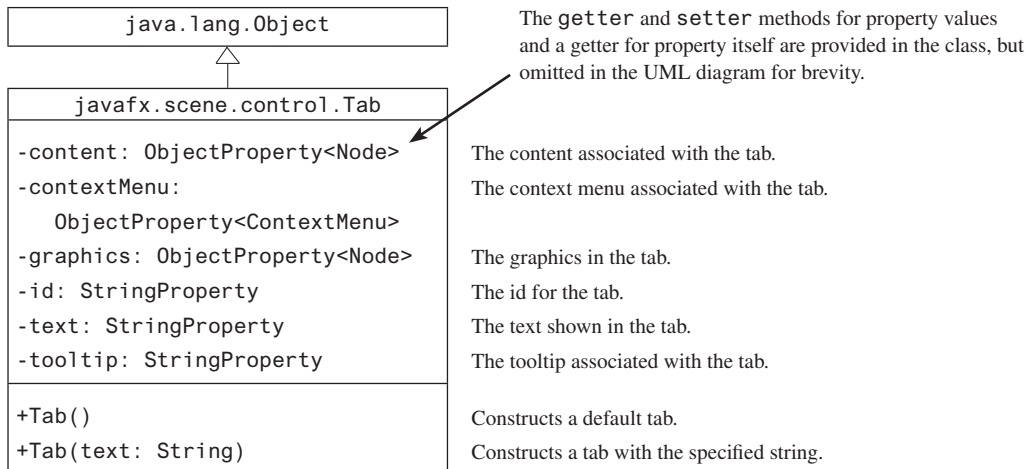 java.lang.Object
The getter and setter methods for property values
and a getter for property itself are provided in the class, but
omitted in the UML diagram for brevity.
javafx.scene.control.Tab
-content: ObjectProperty<Node>
The content associated with the tab.
-contextMenu:
The context menu associated with the tab.
ObjectProperty<ContextMenu>
-graphics: ObjectProperty<Node>
The graphics in the tab.
-id: StringProperty
The id for the tab.
-text: StringProperty
The text shown in the tab.
-tooltip: StringProperty
The tooltip associated with the tab.
+Tab()
Constructs a default tab.
+Tab(text: String)
Constructs a tab with the specified string.